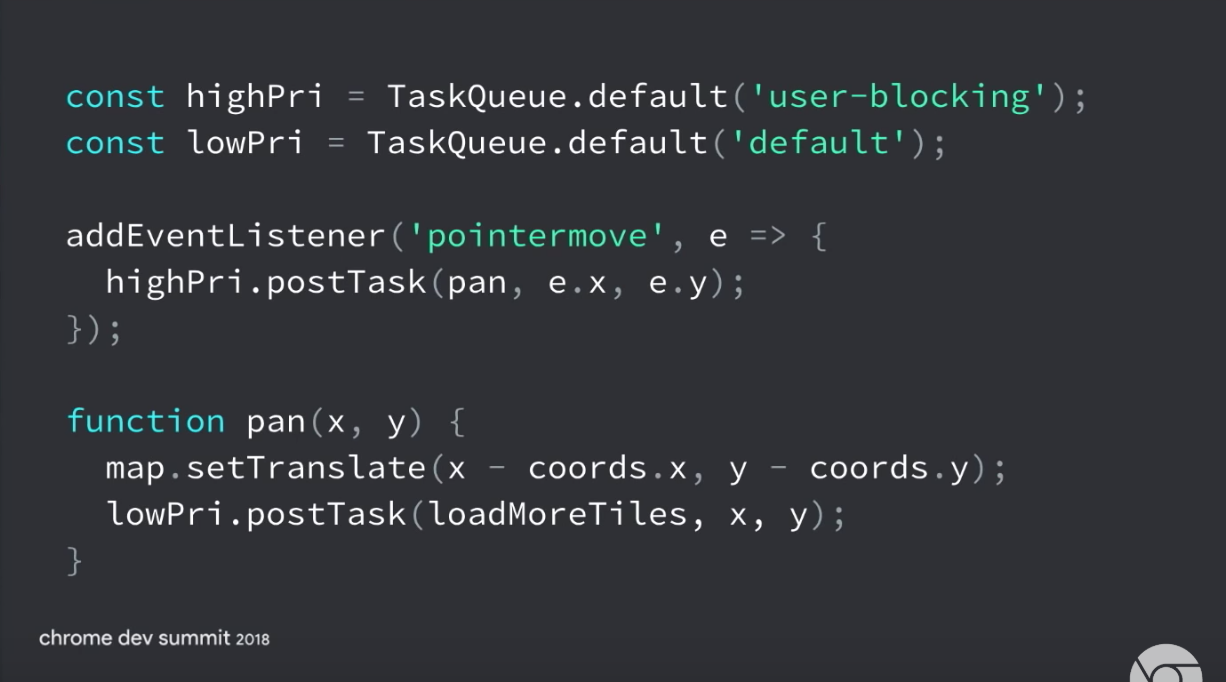 const highPri = TaskQueue.default('user-blocking');
const lowPri = TaskQueue.default('default');
addEventListener('pointermove', e => {
highPri.postTask(pan, e.x, e.y);
});
function pan(x, y) {
map.setTranslate(x - coords.x, y - coords.y);
lowPri.postTask(loadMoreTiles, x, y);
}
chrome dev summit 2018